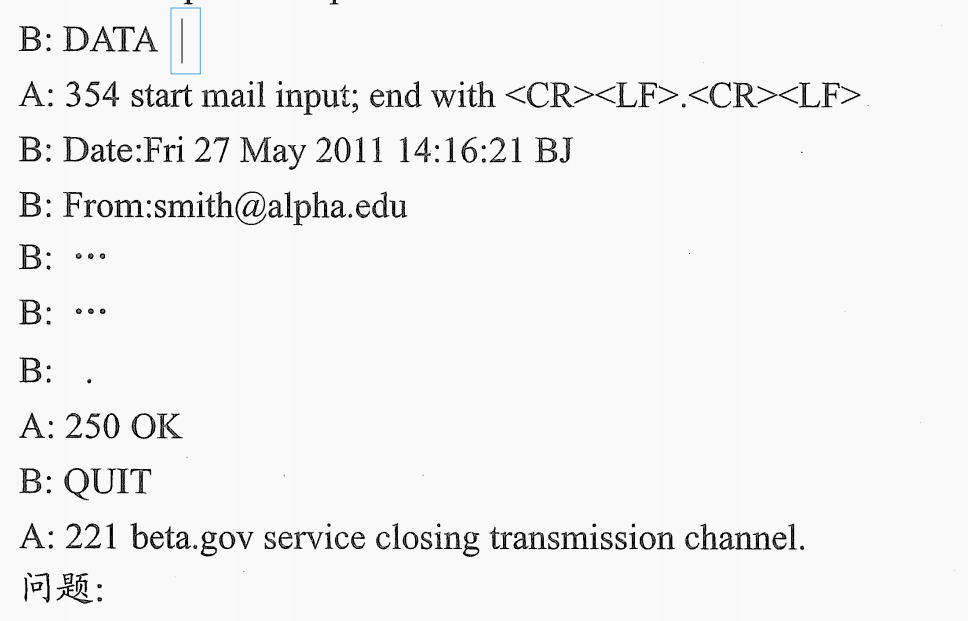 B: DATA
A: 354 start mail input; end with <CR><LF>.<CR><LF>
B: Date:Fri 27 May 2011 14:16:21 BJ
B: From:smith@alpha.edu
B: …
B: …
B: .
A: 250 OK
B: QUIT
A: 221 beta.gov service closing transmission channel.
问题: